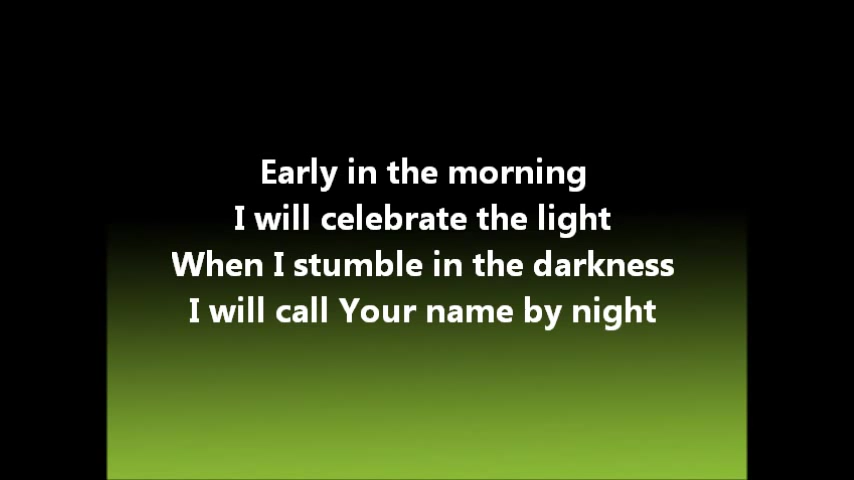 Early in the morning
I will celebrate the light
When I stumble in the darkness
I will call Your name by night